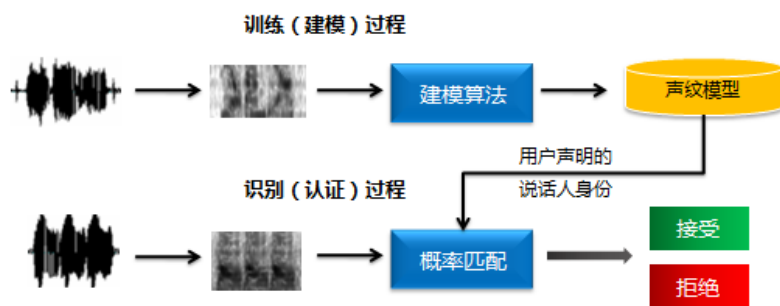 训练（建模）过程
建模算法
声纹模型
用户声明的
说话人身份
识别（认证）过程
概率匹配
接受
拒绝